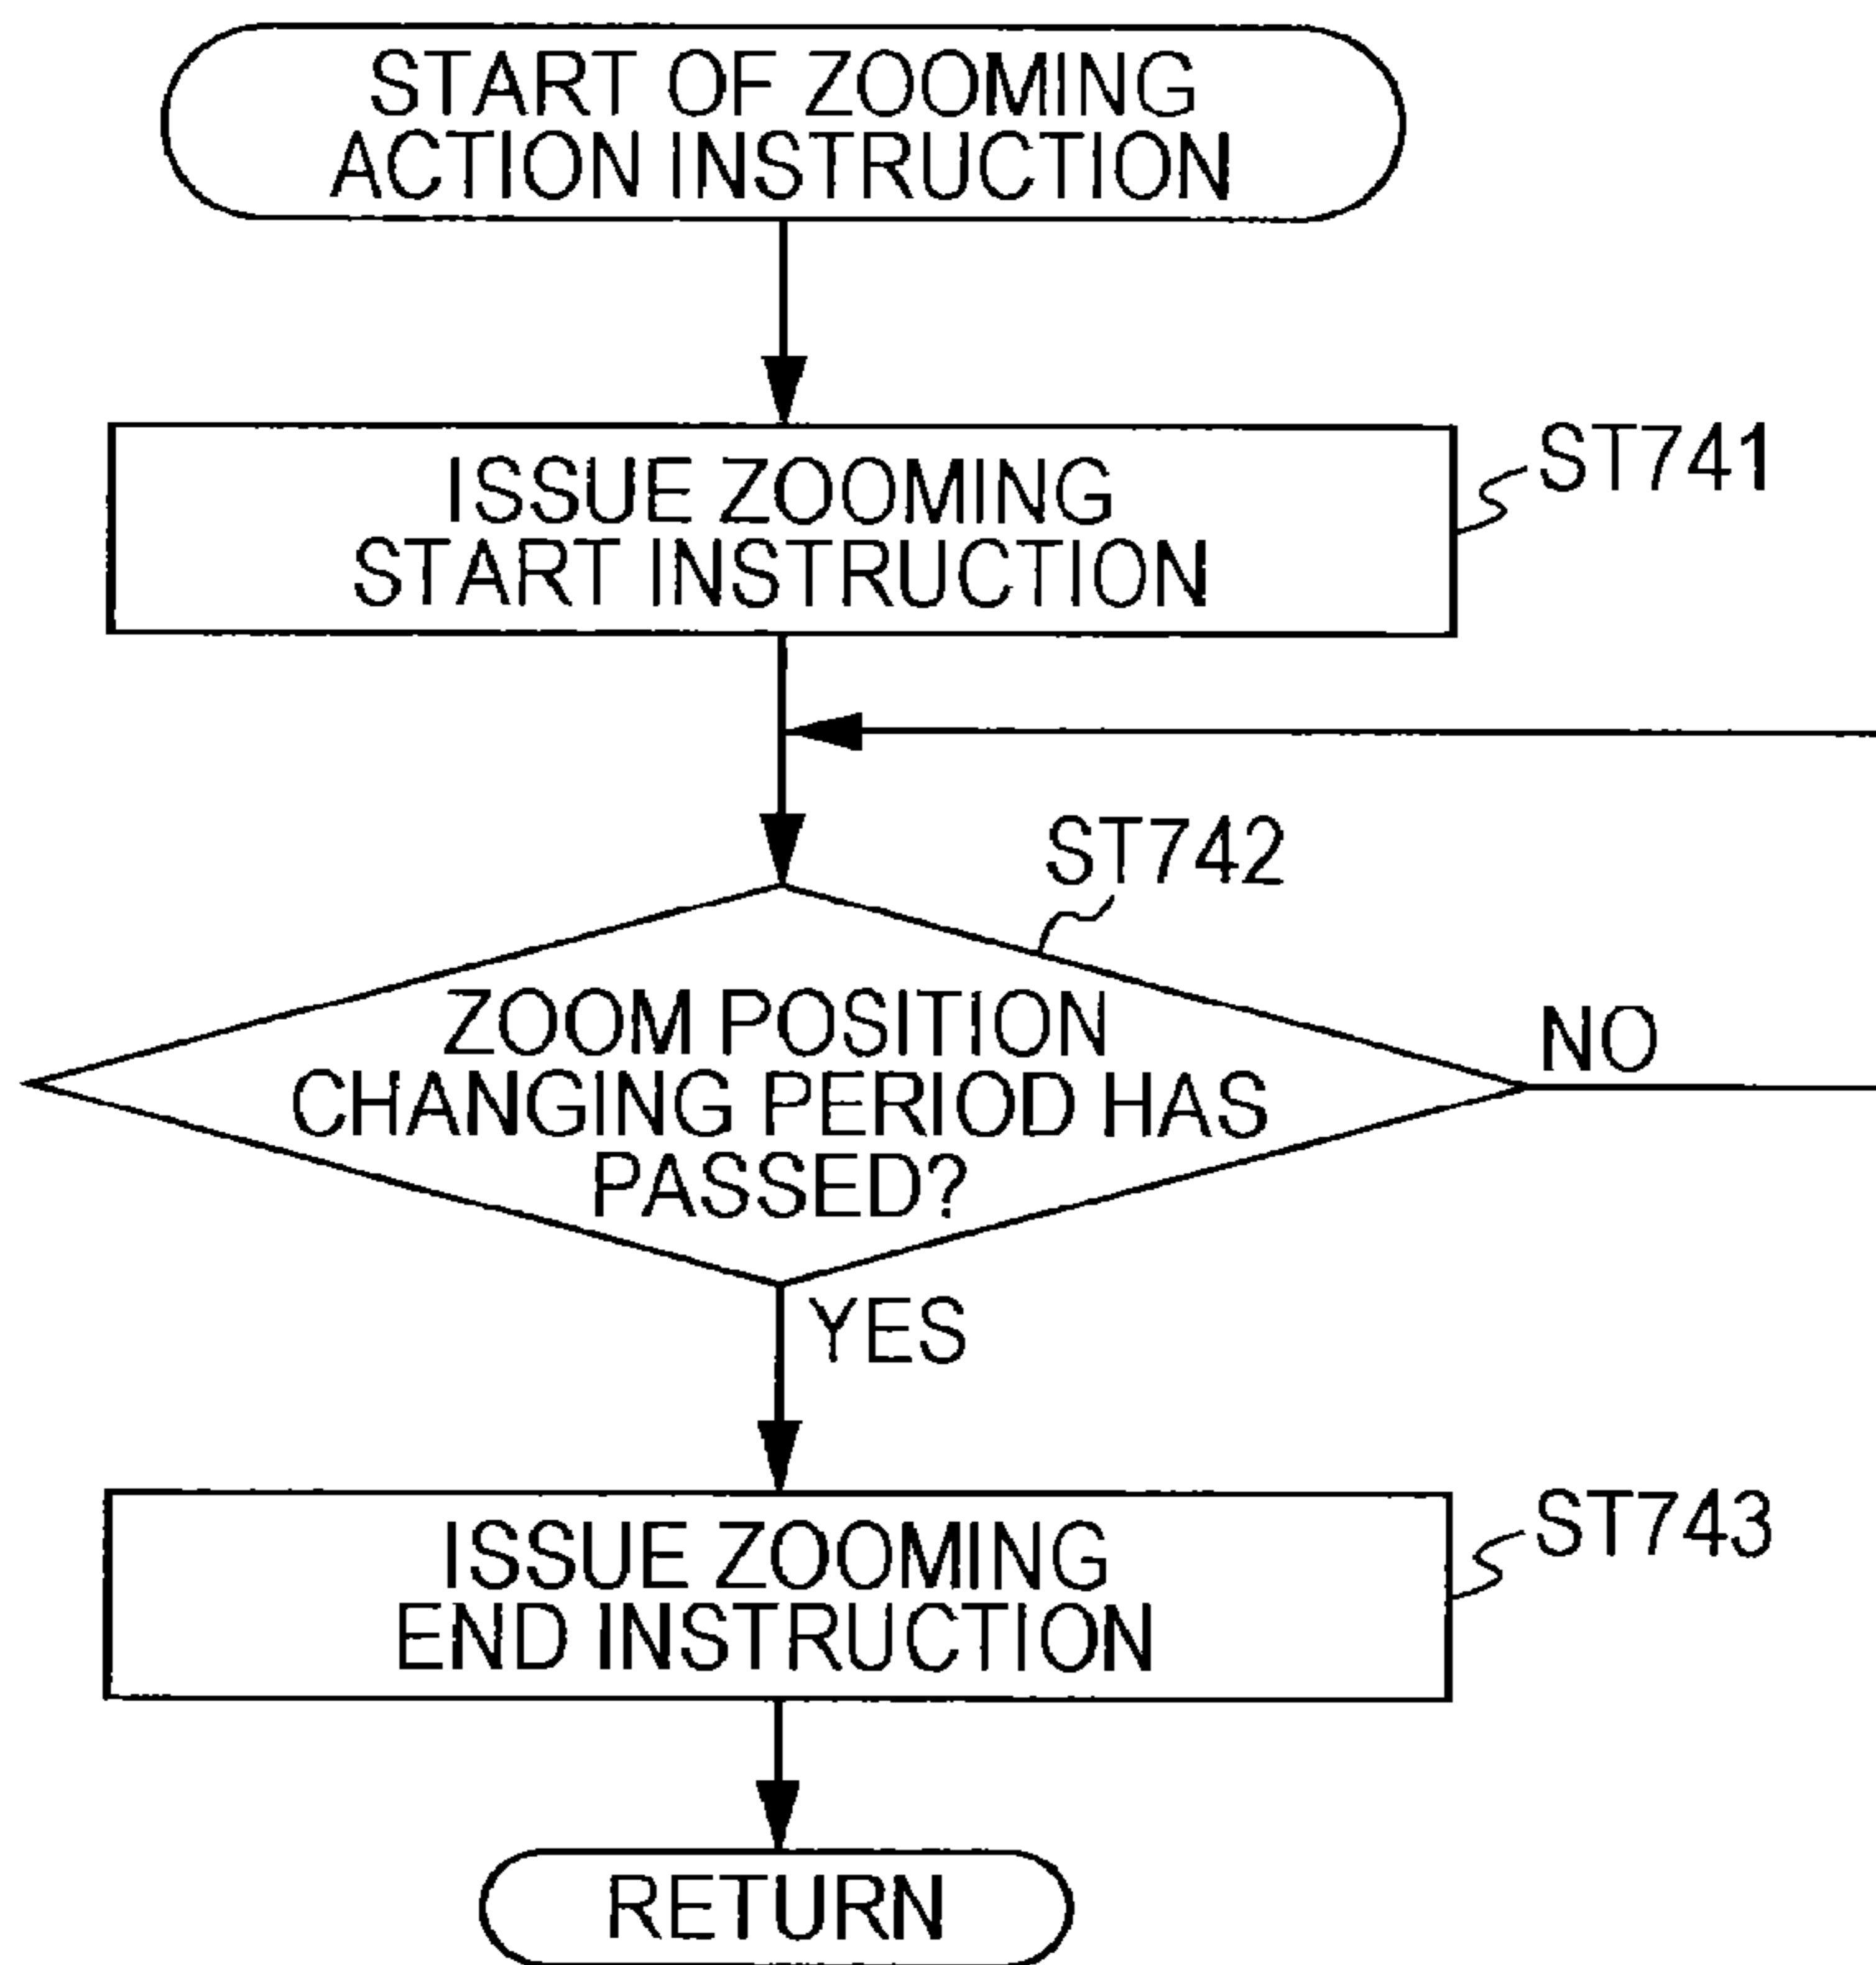 START OF ZOOMING
ACTION INSTRUCTION
ISSUE ZOOMING
START INSTRUCTION
ST741
ST742
ZOOM POSITION
CHANGING PERIOD HAS
PASSED?
NO
YES
ISSUE ZOOMING
END INSTRUCTION
ST743
RETURN